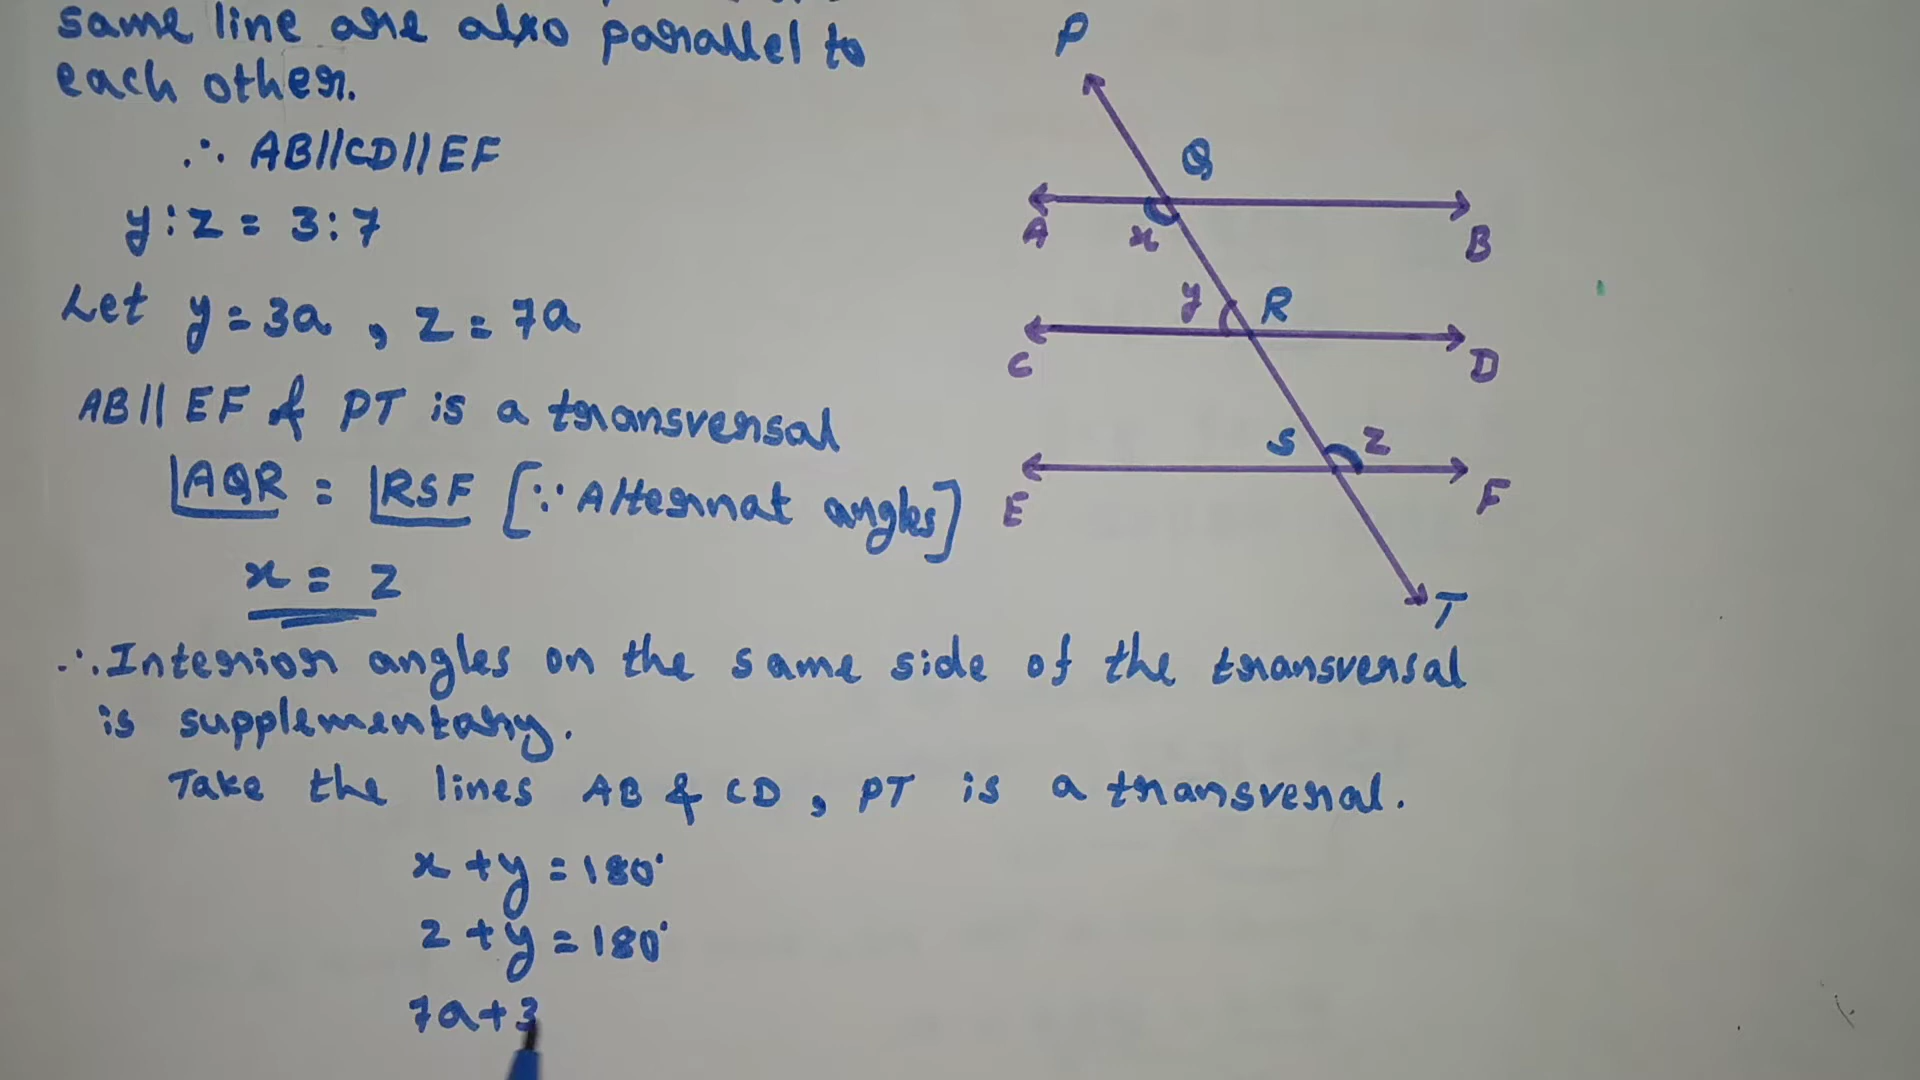 same line are also parallel to
each other.
∴ AB||CD||EF
y:z = 3:7
Let y=3a , z=7a
AB||EF & PT is a transversal
∠AQR = ∠RSF [∵ Alternat angles]
x = z
∴ Interior angles on the same side of the transversal
is supplementary.
Take the lines AB & CD, PT is a transveral.
x+y=180°
z+y=180°
7a+3
P
Q
A
x
B
y
R
C
D
S
z
E
F
T